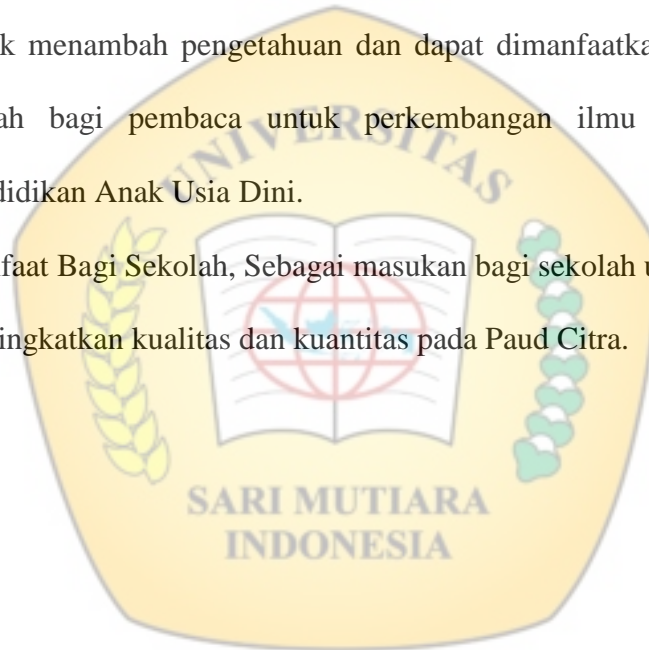 k menambah pengetahuan dan dapat dimanfaatka
ah bagi pembaca untuk perkembangan ilmu
didikan Anak Usia Dini.
faat Bagi Sekolah, Sebagai masukan bagi sekolah u
ingkatkan kualitas dan kuantitas pada Paud Citra.
UNIVERSITAS
SARI MUTIARA
INDONESIA